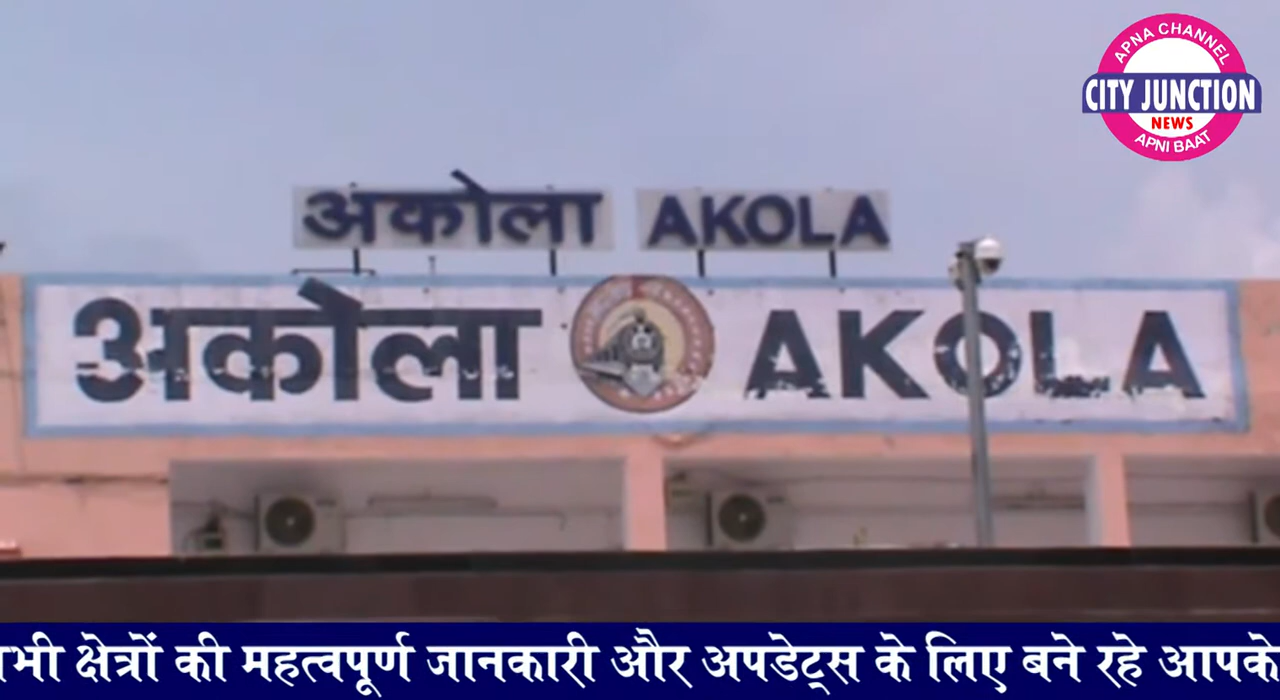 APNA CHANNEL
CITY JUNCTION
NEWS
APNI BAAT
अकोला AKOLA
अकोला AKOLA
क्षेत्रों की महत्वपूर्ण जानकारी और अपडेट्स के लिए बने रहे आपके